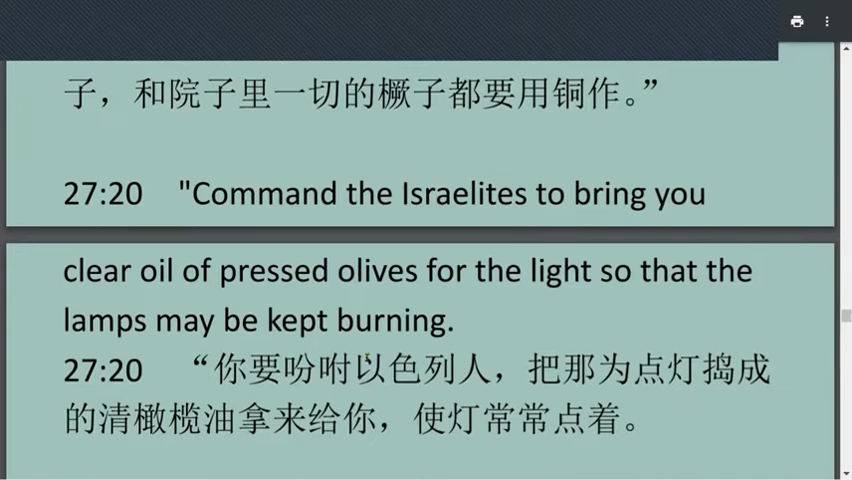 子，和院子里一切的橛子都要用铜作。”
27:20 "Command the Israelites to bring you
clear oil of pressed olives for the light so that the
lamps may be kept burning.
27:20 “你要吩咐以色列人，把那为点灯捣成
的清橄榄油拿来给你，使灯常常点着。